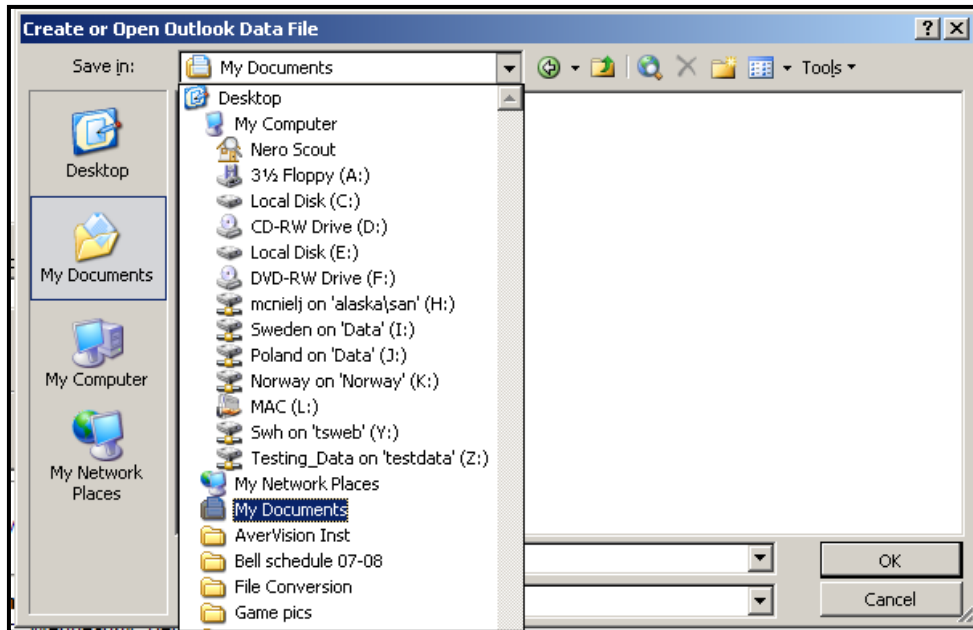 Create or Open Outlook Data File
Save in:
My Documents
Tools
Desktop
My Documents
My Computer
My Network
Places
Desktop
My Computer
Nero Scout
3½ Floppy (A:)
Local Disk (C:)
CD-RW Drive (D:)
Local Disk (E:)
DVD-RW Drive (F:)
mcnielj on 'alaska\san' (H:)
Sweden on 'Data' (I:)
Poland on 'Data' (J:)
Norway on 'Norway' (K:)
MAC (L:)
Swh on 'tsweb' (Y:)
Testing_Data on 'testdata' (Z:)
My Network Places
My Documents
AverVision Inst
Bell schedule 07-08
File Conversion
Game pics
OK
Cancel